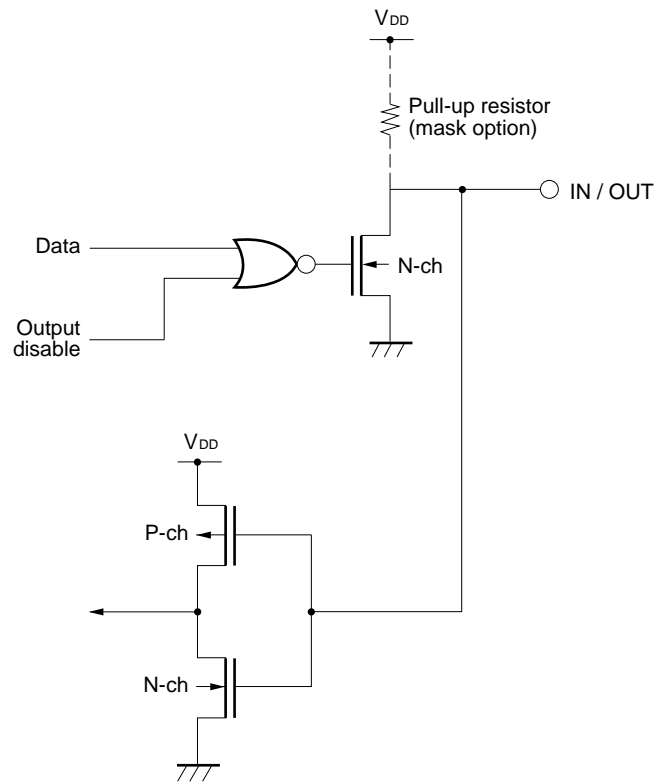 VDD
Pull-up resistor
(mask option)
IN / OUT
Data
N-ch
Output
disable
VDD
P-ch
N-ch